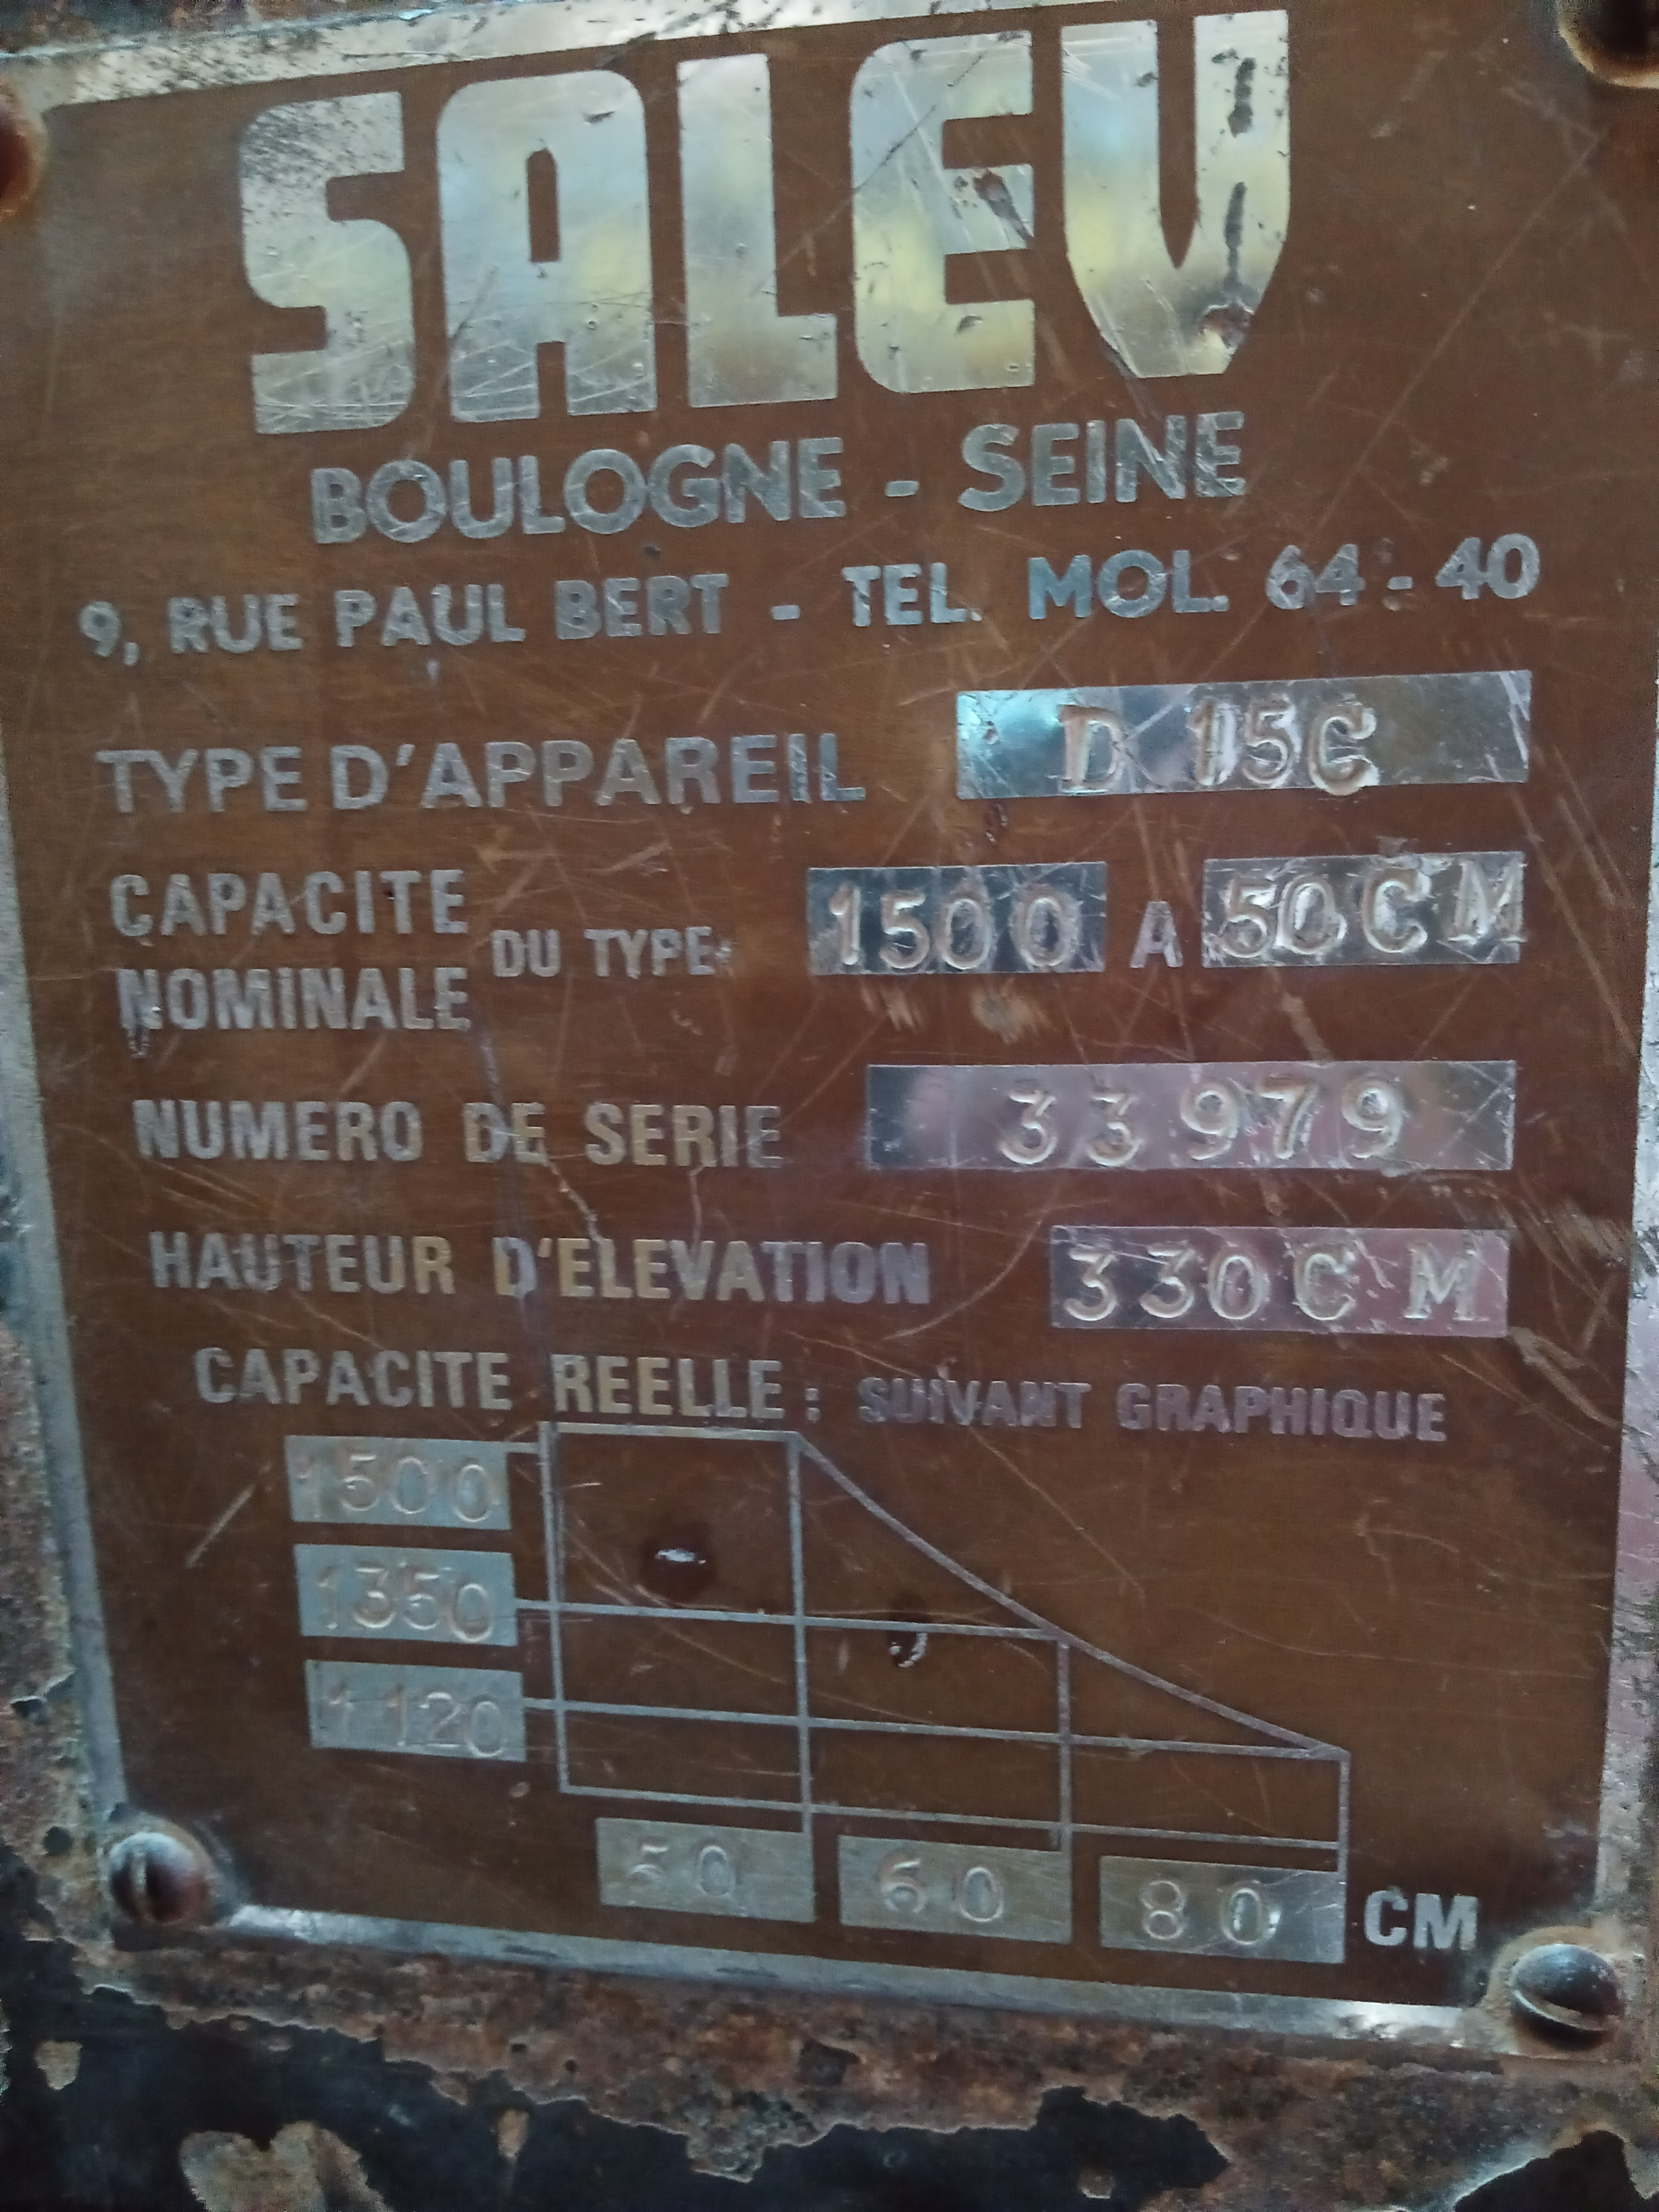 SALEV
BOULOGNE - SEINE
9, RUE PAUL BERT - TEL. MOL. 64-40
TYPE D'APPAREIL D 15C
CAPACITE NOMINALE DU TYPE 1500 A 50CM
NUMERO DE SERIE 33979
HAUTEUR D'ELEVATION 330CM
CAPACITE REELLE : SUIVANT GRAPHIQUE
1500
1350
1120
50 60 80 CM